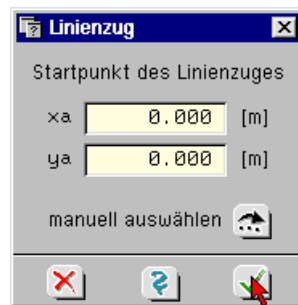 Linienzug
Startpunkt des Linienzuges
xa 0.000 [m]
ya 0.000 [m]
manuell auswählen